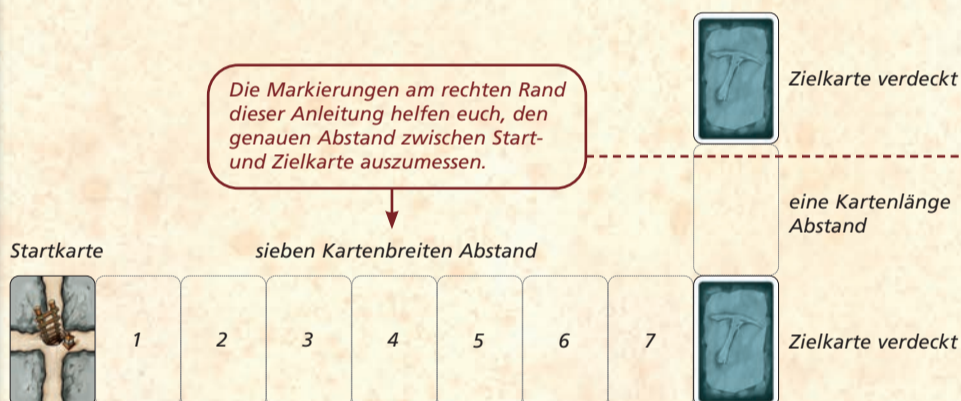 Zielkarte verdeckt
Die Markierungen am rechten Rand
dieser Anleitung helfen euch, den
genauen Abstand zwischen Start-
und Zielkarte auszumessen.
eine Kartenlänge
Abstand
Startkarte
sieben Kartenbreiten Abstand
1 2 3 4 5 6 7
Zielkarte verdeckt